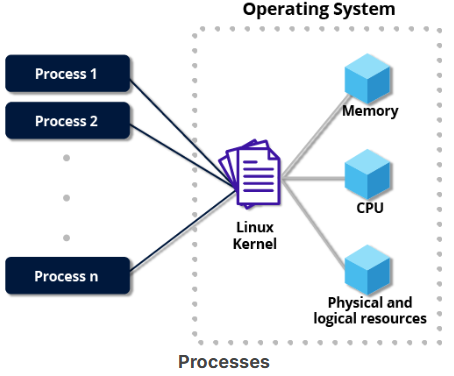 Operating System
Process 1
Process 2
Process n
Linux
Kernel
Memory
CPU
Physical and
logical resources
Processes